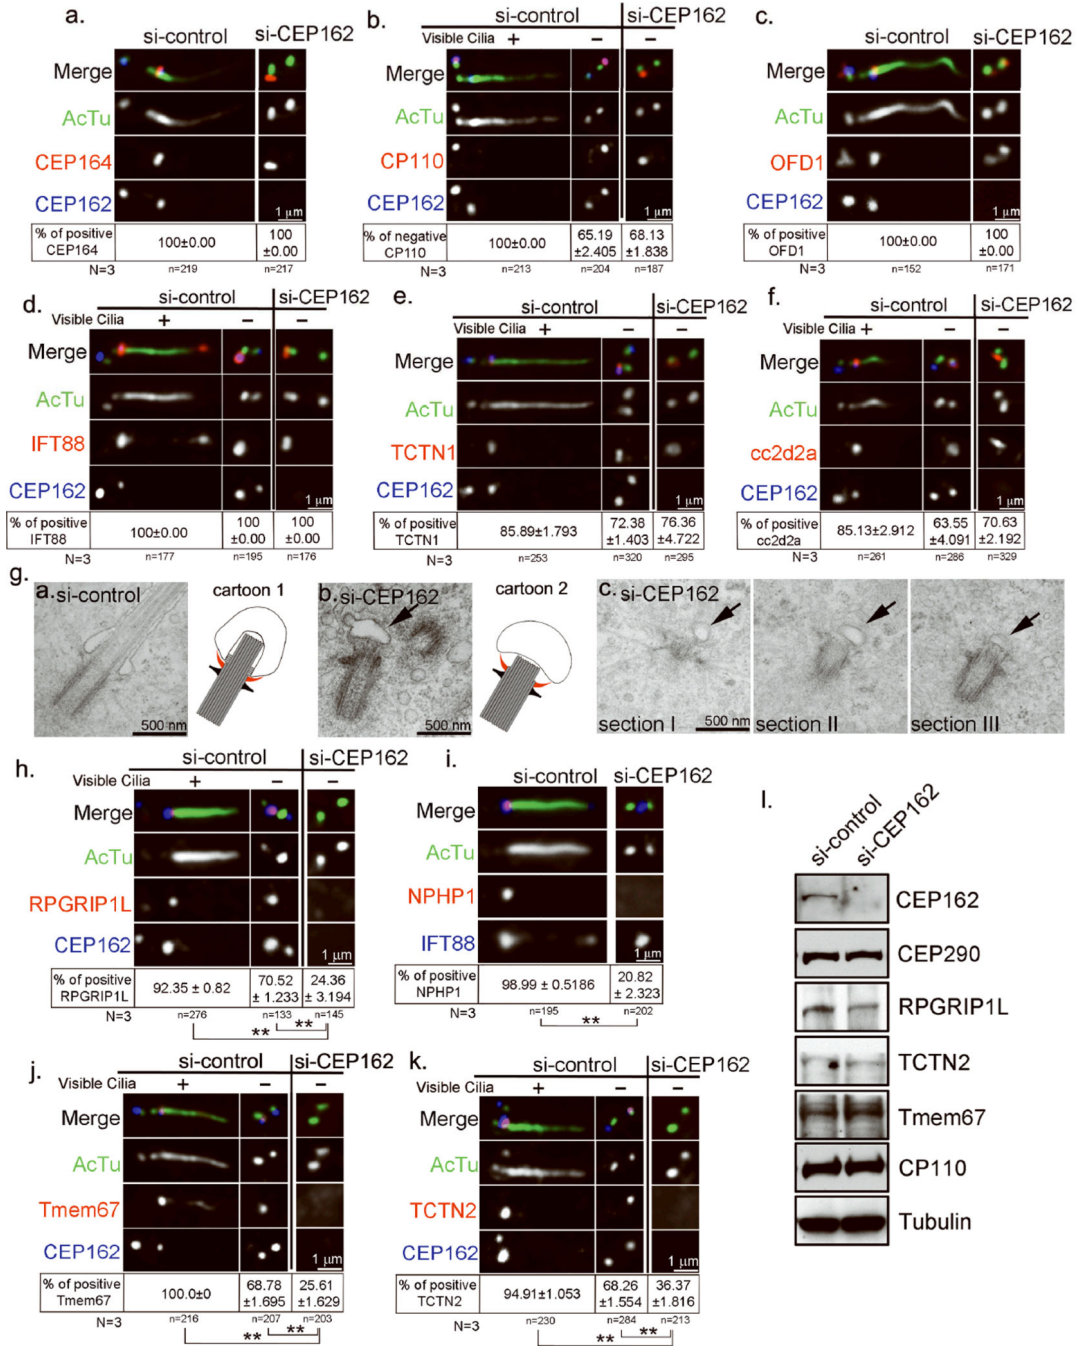 a.
si-control si-CEP162
Merge
AcTu
CEP164
CEP162
1 μm
% of positive CEP164 100±0.00 100 ±0.00
N=3 n=219 n=217
b.
si-control si-CEP162
Visible Cilia + − −
Merge
AcTu
CP110
CEP162
1 μm
% of negative CP110 100±0.00 65.19 ±2.405 68.13 ±1.838
N=3 n=213 n=204 n=187
c.
si-control si-CEP162
Merge
AcTu
OFD1
CEP162
1 μm
% of positive OFD1 100±0.00 100 ±0.00
N=3 n=152 n=171
d.
si-control si-CEP162
Visible Cilia + − −
Merge
AcTu
IFT88
CEP162
1 μm
% of positive IFT88 100±0.00 100 ±0.00 100 ±0.00
N=3 n=177 n=195 n=176
e.
si-control si-CEP162
Visible Cilia + − −
Merge
AcTu
TCTN1
CEP162
1 μm
% of positive TCTN1 85.89±1.793 72.38 ±1.403 76.36 ±4.722
N=3 n=253 n=320 n=295
f.
si-control si-CEP162
Visible Cilia + − −
Merge
AcTu
cc2d2a
CEP162
1 μm
% of positive cc2d2a 85.13±2.912 63.55 ±4.091 70.63 ±2.192
N=3 n=261 n=286 n=329
g.
a. si-control
500 nm
cartoon 1
b. si-CEP162
500 nm
cartoon 2
c. si-CEP162
section I 500 nm section II section III
h.
si-control si-CEP162
Visible Cilia + − −
Merge
AcTu
RPGRIP1L
CEP162
1 μm
% of positive RPGRIP1L 92.35 ± 0.82 70.52 ± 1.233 24.36 ± 3.194
N=3 n=276 n=133 n=145
** **
i.
si-control si-CEP162
Merge
AcTu
NPHP1
IFT88
1 μm
% of positive NPHP1 98.99 ± 0.5186 20.82 ± 2.323
N=3 n=195 n=202
**
j.
si-control si-CEP162
Visible Cilia + − −
Merge
AcTu
Tmem67
CEP162
1 μm
% of positive Tmem67 100.0±0 68.78 ±1.695 25.61 ±1.629
N=3 n=216 n=207 n=203
** **
k.
si-control si-CEP162
Visible Cilia + − −
Merge
AcTu
TCTN2
CEP162
1 μm
% of positive TCTN2 94.91±1.053 68.26 ±1.554 36.37 ±1.816
N=3 n=230 n=284 n=213
** **
l.
si-control si-CEP162
CEP162
CEP290
RPGRIP1L
TCTN2
Tmem67
CP110
Tubulin